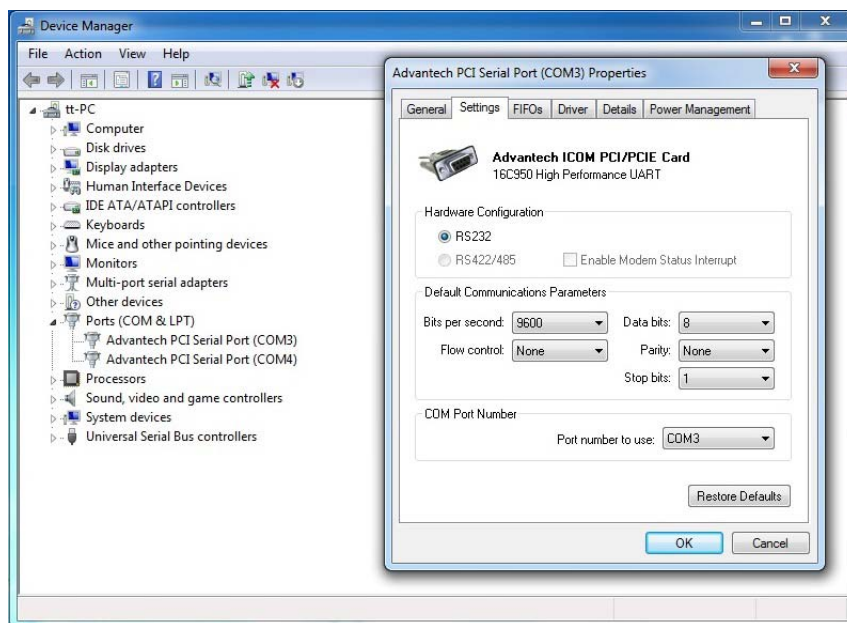 Device Manager
File Action View Help
tt-PC
Computer
Disk drives
Display adapters
Human Interface Devices
IDE ATA/ATAPI controllers
Keyboards
Mice and other pointing devices
Monitors
Multi-port serial adapters
Other devices
Ports (COM & LPT)
Advantech PCI Serial Port (COM3)
Advantech PCI Serial Port (COM4)
Processors
Sound, video and game controllers
System devices
Universal Serial Bus controllers
Advantech PCI Serial Port (COM3) Properties
General Settings FIFOs Driver Details Power Management
Advantech ICOM PCI/PCIE Card
16C950 High Performance UART
Hardware Configuration
RS232
RS422/485 Enable Modem Status Interrupt
Default Communications Parameters
Bits per second: 9600 Data bits: 8
Flow control: None Parity: None
Stop bits: 1
COM Port Number
Port number to use: COM3
Restore Defaults
OK Cancel